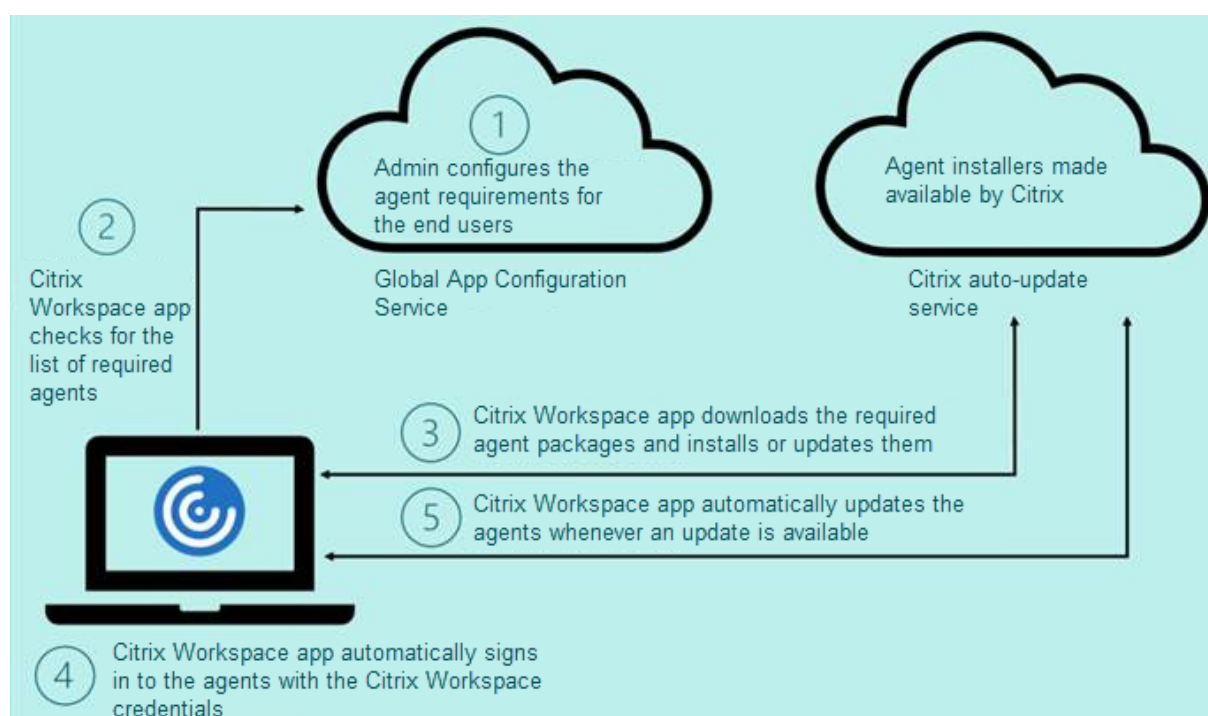 1
Admin configures the
agent requirements for
the end users
Global App Configuration
Service
Agent installers made
available by Citrix
Citrix auto-update
service
2
Citrix
Workspace app
checks for the
list of required
agents
3
Citrix Workspace app downloads the required
agent packages and installs or updates them
5
Citrix Workspace app automatically updates the
agents whenever an update is available
4
Citrix Workspace app automatically signs
in to the agents with the Citrix Workspace
credentials